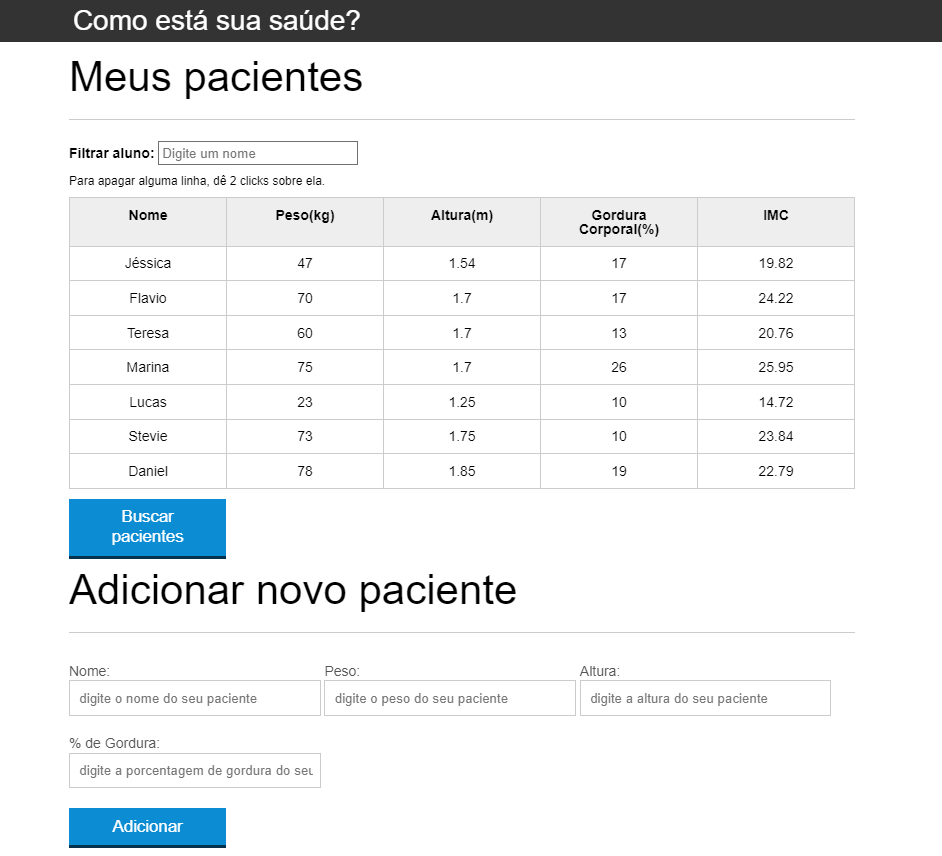 Como está sua saúde?
Meus pacientes
Filtrar aluno: Digite um nome
Para apagar alguma linha, dê 2 clicks sobre ela.
Nome Peso(kg) Altura(m) Gordura Corporal(%) IMC
Jéssica 47 1.54 17 19.82
Flavio 70 1.7 17 24.22
Teresa 60 1.7 13 20.76
Marina 75 1.7 26 25.95
Lucas 23 1.25 10 14.72
Stevie 73 1.75 10 23.84
Daniel 78 1.85 19 22.79
Buscar
pacientes
Adicionar novo paciente
Nome: Peso: Altura:
digite o nome do seu paciente digite o peso do seu paciente digite a altura do seu paciente
% de Gordura:
digite a porcentagem de gordura do seu
Adicionar